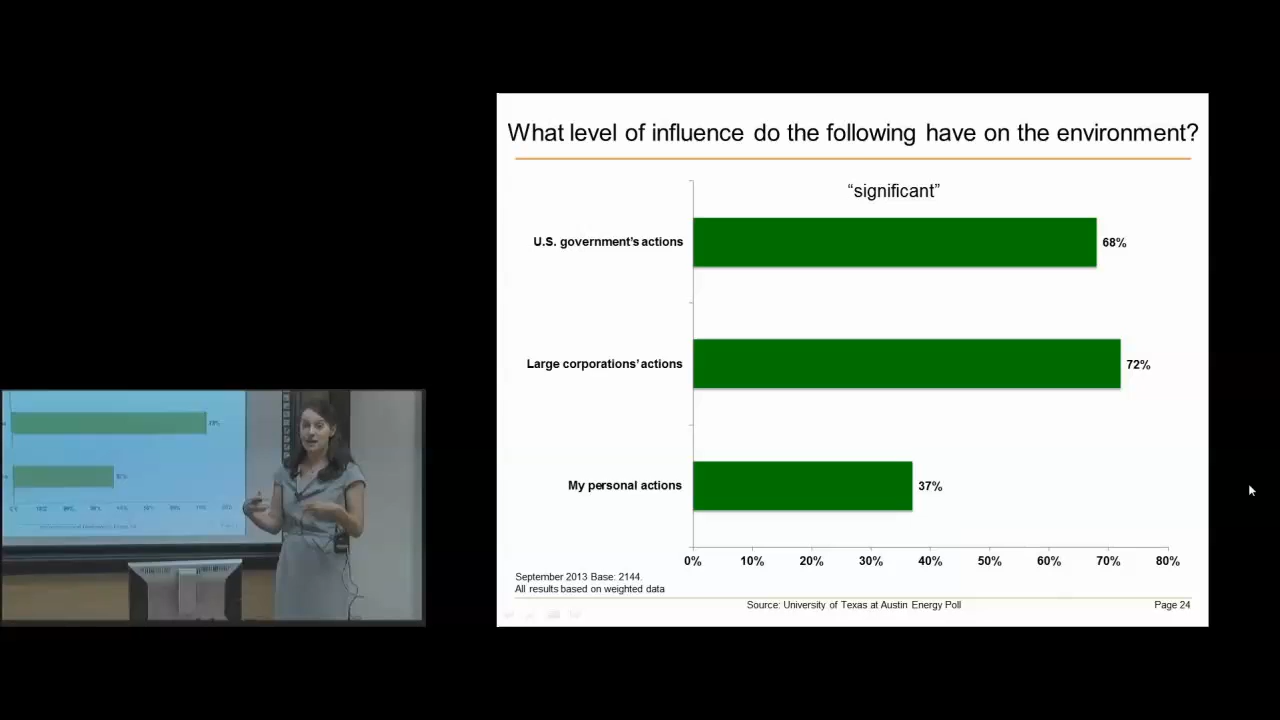 What level of influence do the following have on the environment?
“significant”
U.S. government’s actions
68%
Large corporations’ actions
72%
My personal actions
37%
0% 10% 20% 30% 40% 50% 60% 70% 80%
September 2013 Base: 2144.
All results based on weighted data
Source: University of Texas at Austin Energy Poll
Page 24